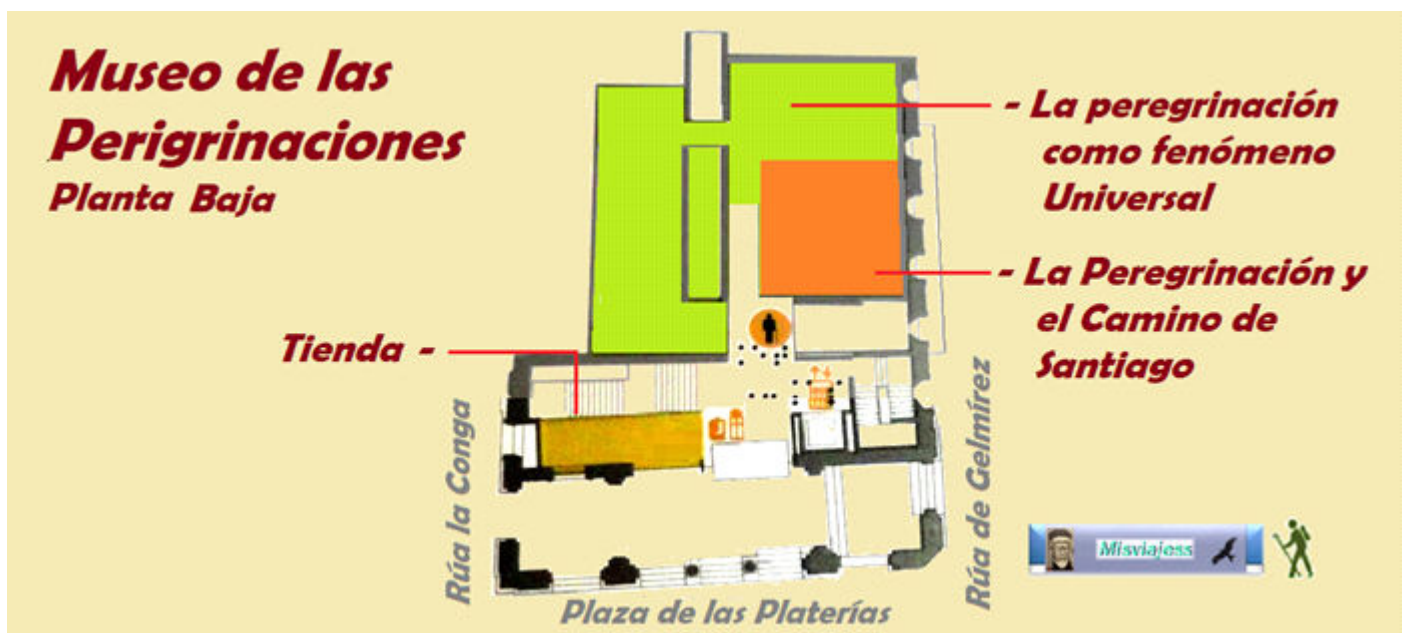 Museo de las
Perigrinaciones
Planta Baja
- La peregrinación
como fenómeno
Universal
- La Peregrinación y
el Camino de
Santiago
Tienda -
Rúa la Conga
Rúa de Gelmírez
Plaza de las Platerías
Misviajess